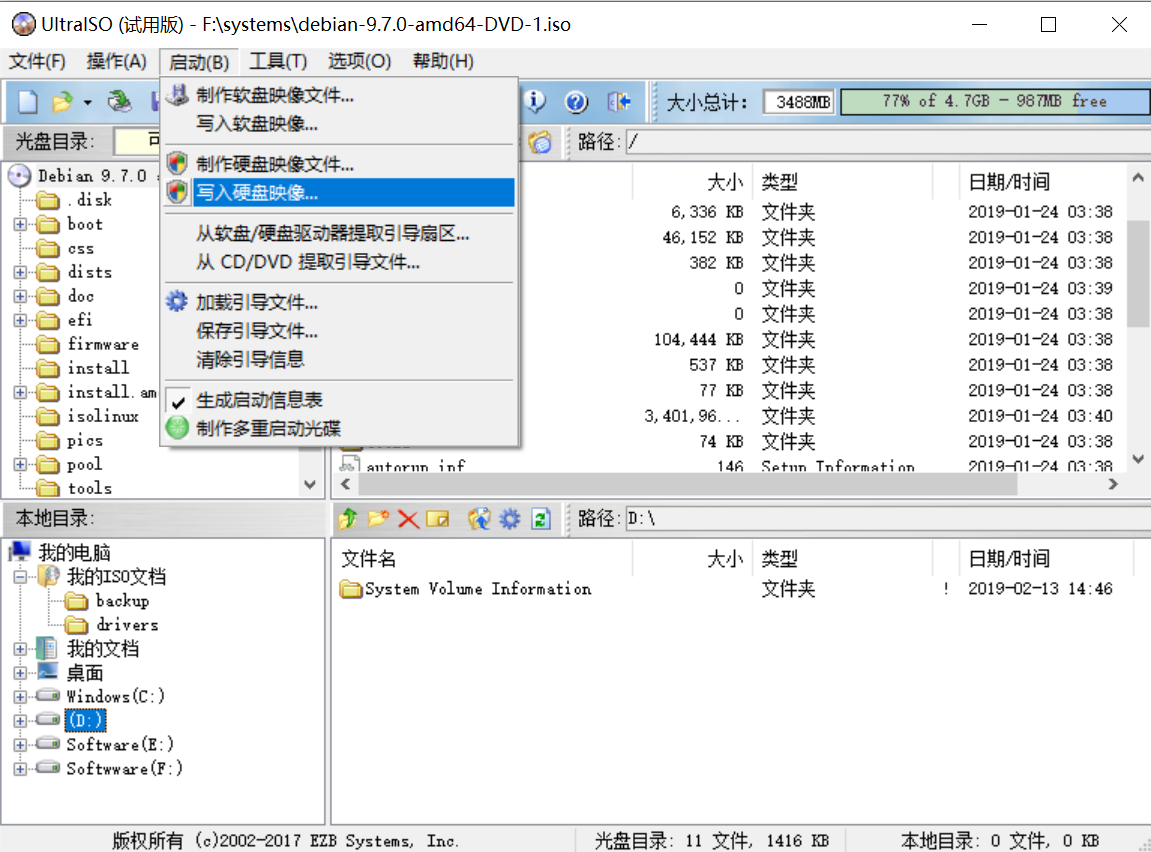 UltraISO (试用版) - F:\systems\debian-9.7.0-amd64-DVD-1.iso
文件(F) 操作(A) 启动(B) 工具(T) 选项(O) 帮助(H)
大小总计: 3488MB 77% of 4.7GB - 987MB free
制作软盘映像文件...
写入软盘映像...
制作硬盘映像文件...
写入硬盘映像...
从软盘/硬盘驱动器提取引导扇区...
从 CD/DVD 提取引导文件...
加载引导文件...
保存引导文件...
清除引导信息
生成启动信息表
制作多重启动光碟
光盘目录: 路径: /
Debian 9.7.0
.disk
boot
css
dists
doc
efi
firmware
install
install.am
isolinux
pics
pool
tools
大小 类型 日期/时间
6,336 KB 文件夹 2019-01-24 03:38
46,152 KB 文件夹 2019-01-24 03:38
382 KB 文件夹 2019-01-24 03:38
0 文件夹 2019-01-24 03:39
0 文件夹 2019-01-24 03:38
104,444 KB 文件夹 2019-01-24 03:38
537 KB 文件夹 2019-01-24 03:38
77 KB 文件夹 2019-01-24 03:38
3,401,96... 文件夹 2019-01-24 03:40
74 KB 文件夹 2019-01-24 03:38
autorun.inf 146 Setup Information 2019-01-24 03:38
本地目录: 路径: D:\
我的电脑
我的ISO文档
backup
drivers
我的文档
桌面
Windows(C:)
(D:)
Software(E:)
Softwware(F:)
文件名 大小 类型 日期/时间
System Volume Information 文件夹 ! 2019-02-13 14:46
版权所有 (c)2002-2017 EZB Systems, Inc. 光盘目录: 11 文件, 1416 KB 本地目录: 0 文件, 0 KB